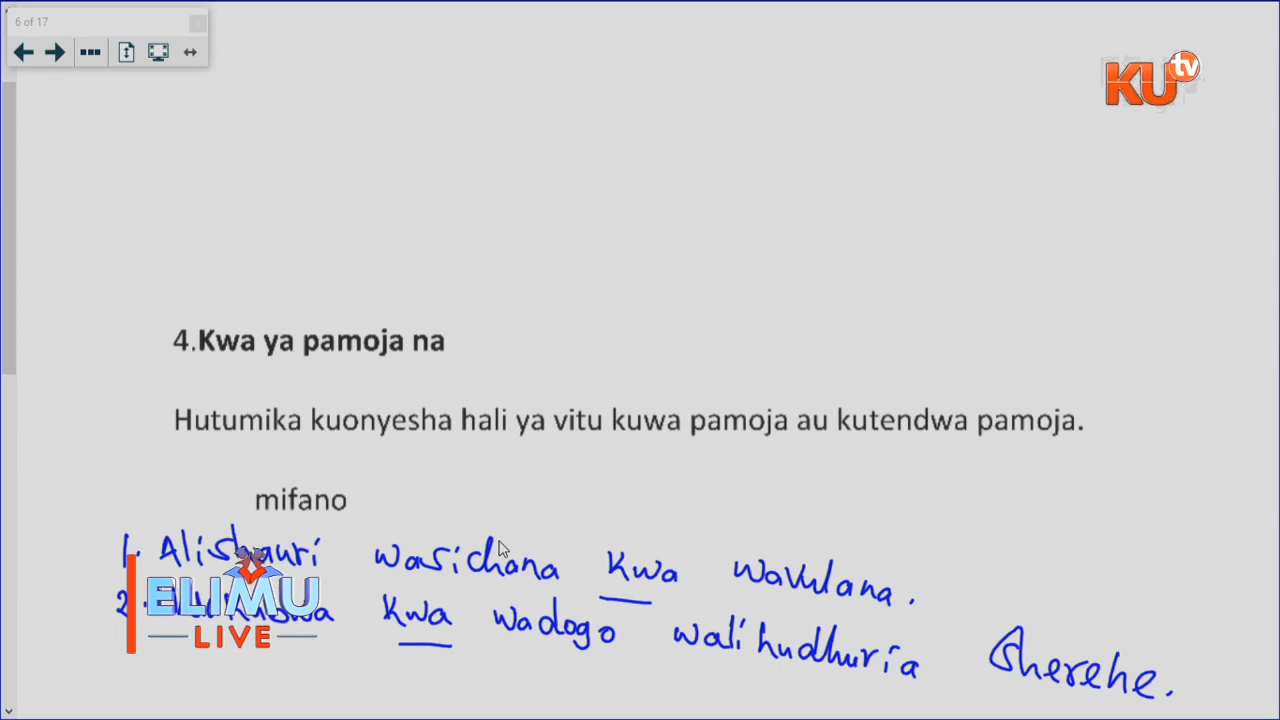 6 of 17
KU tv
4.Kwa ya pamoja na
Hutumika kuonyesha hali ya vitu kuwa pamoja au kutendwa pamoja.
mifano
1. Alishauri wasichana kwa wavulana.
2. kwa wadogo walihudhuria Sherehe.
ELIMU
LIVE